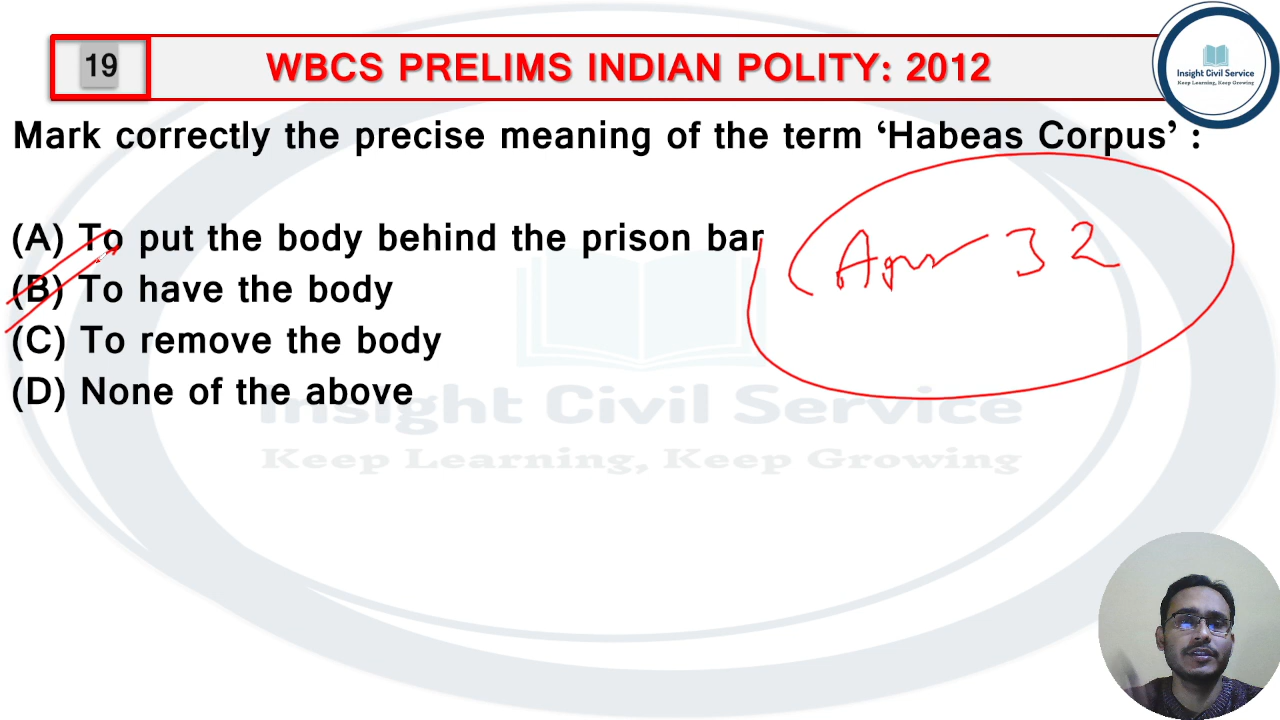 19
WBCS PRELIMS INDIAN POLITY: 2012
Insight Civil Service
Keep Learning, Keep Growing
Mark correctly the precise meaning of the term ‘Habeas Corpus’ :
(A) To put the body behind the prison bar
(B) To have the body
(C) To remove the body
(D) None of the above
32
Insight Civil Service
Keep Learning, Keep Growing